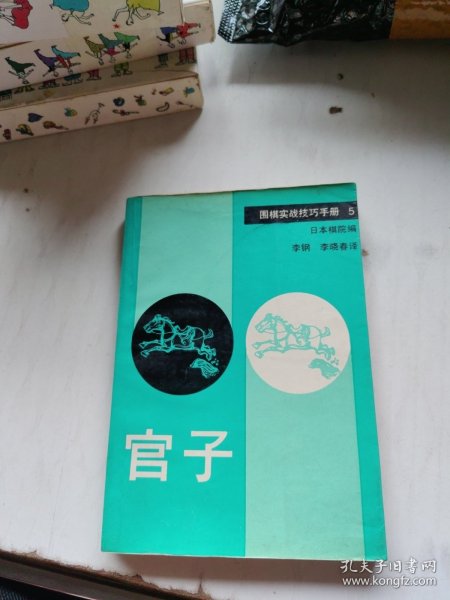 围棋实战技巧手册 5
日本棋院编
李钢 李晓春译
官子
孔夫子旧书网
www.kongfz.com